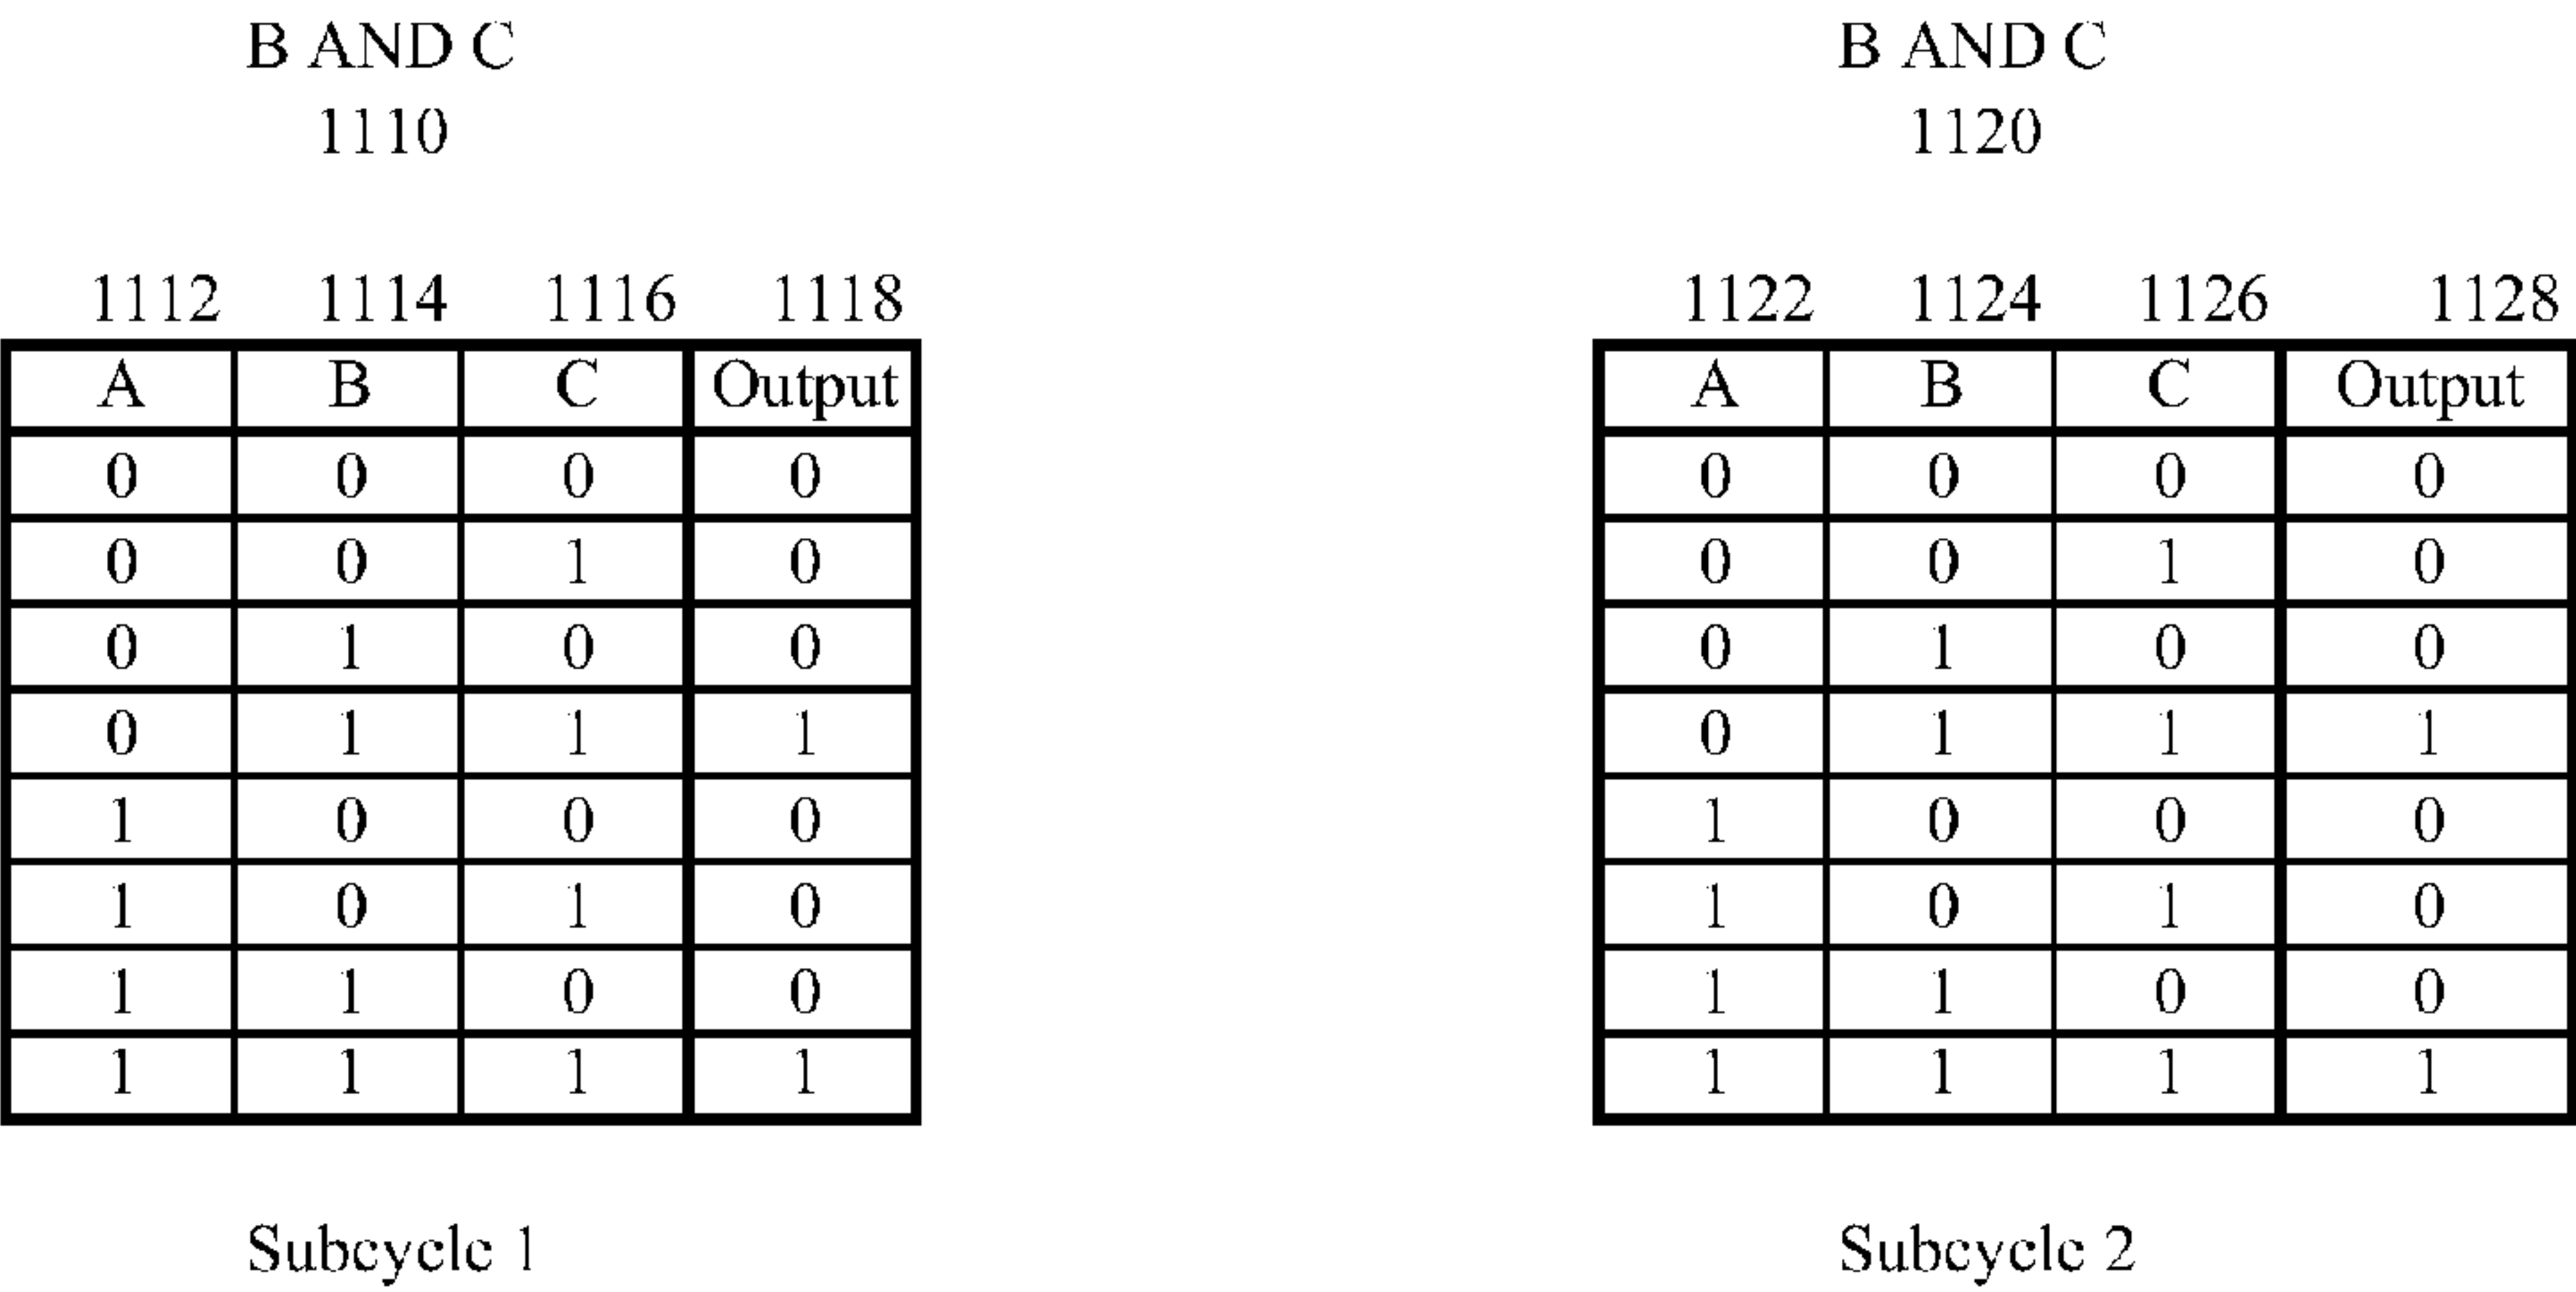 B AND C
1110
1112 1114 1116 1118
A B C Output
0 0 0 0
0 0 1 0
0 1 0 0
0 1 1 1
1 0 0 0
1 0 1 0
1 1 0 0
1 1 1 1
Subcycle 1
B AND C
1120
1122 1124 1126 1128
A B C Output
0 0 0 0
0 0 1 0
0 1 0 0
0 1 1 1
1 0 0 0
1 0 1 0
1 1 0 0
1 1 1 1
Subcycle 2